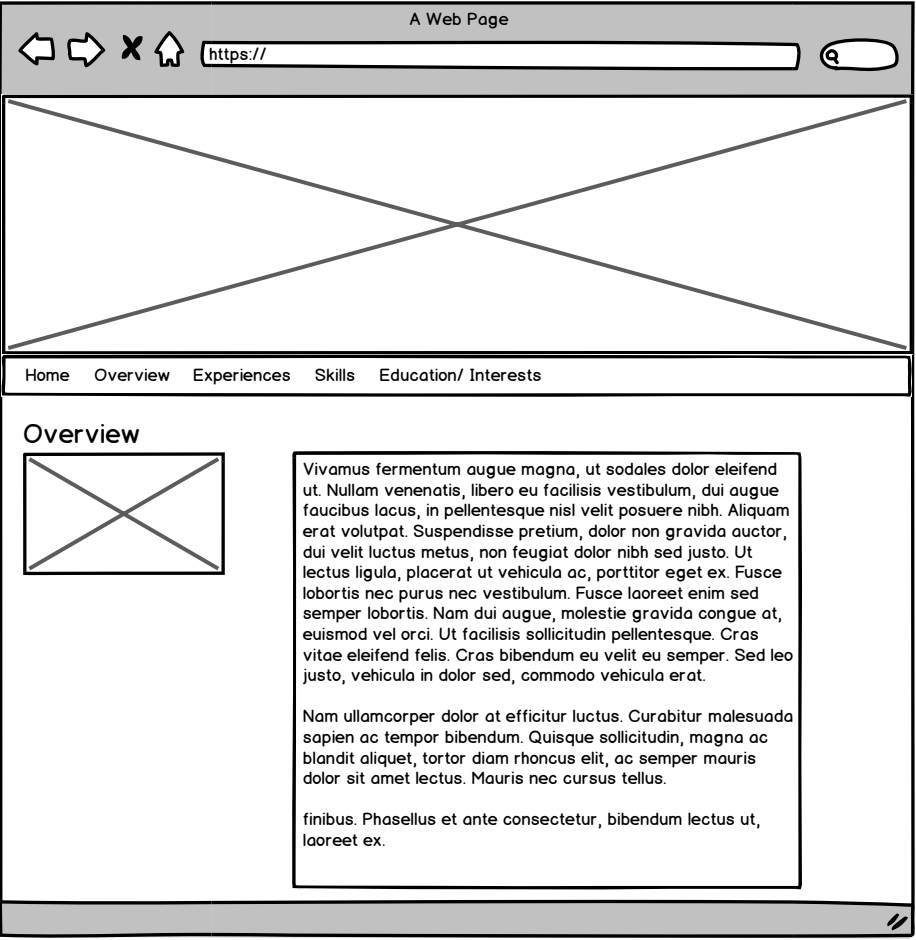 A Web Page
https://
Home Overview Experiences Skills Education/ Interests
Overview
Vivamus fermentum augue magna, ut sodales dolor eleifend
ut. Nullam venenatis, libero eu facilisis vestibulum, dui augue
faucibus lacus, in pellentesque nisl velit posuere nibh. Aliquam
erat volutpat. Suspendisse pretium, dolor non gravida auctor,
dui velit luctus metus, non feugiat dolor nibh sed justo. Ut
lectus ligula, placerat ut vehicula ac, porttitor eget ex. Fusce
lobortis nec purus nec vestibulum. Fusce laoreet enim sed
semper lobortis. Nam dui augue, molestie gravida congue at,
euismod vel orci. Ut facilisis sollicitudin pellentesque. Cras
vitae eleifend felis. Cras bibendum eu velit eu semper. Sed leo
justo, vehicula in dolor sed, commodo vehicula erat.
Nam ullamcorper dolor at efficitur luctus. Curabitur malesuada
sapien ac tempor bibendum. Quisque sollicitudin, magna ac
blandit aliquet, tortor diam rhoncus elit, ac semper mauris
dolor sit amet lectus. Mauris nec cursus tellus.
finibus. Phasellus et ante consectetur, bibendum lectus ut,
laoreet ex.